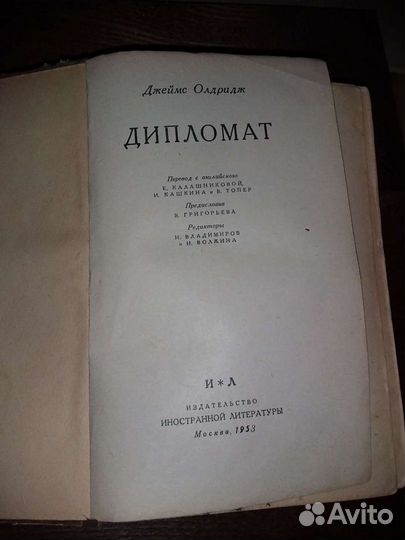 Джеймс Олдридж
ДИПЛОМАТ
Перевод с английского
Е. КАЛАШНИКОВОЙ,
И. КАШКИНА и В. ТОПЕР
Предисловие
В. ГРИГОРЬЕВА
Редакторы
Н. ВЛАДИМИРОВ
и Н. ВОЛЖИНА
И * Л
ИЗДАТЕЛЬСТВО
ИНОСТРАННОЙ ЛИТЕРАТУРЫ
Москва, 1953
Avito